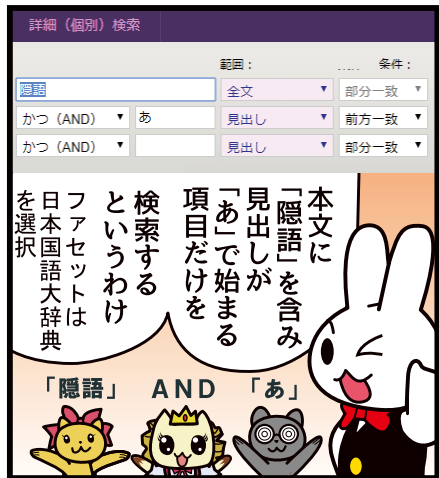 詳細（個別）検索
範囲： 条件：
隠語 全文 部分一致
かつ（AND） あ 見出し 前方一致
かつ（AND） 見出し 部分一致
本文に
「隠語」を含み
見出しが
「あ」で始まる
項目だけを
検索する
というわけ
ファセットは
日本国語大辞典
を選択
「隠語」 AND 「あ」